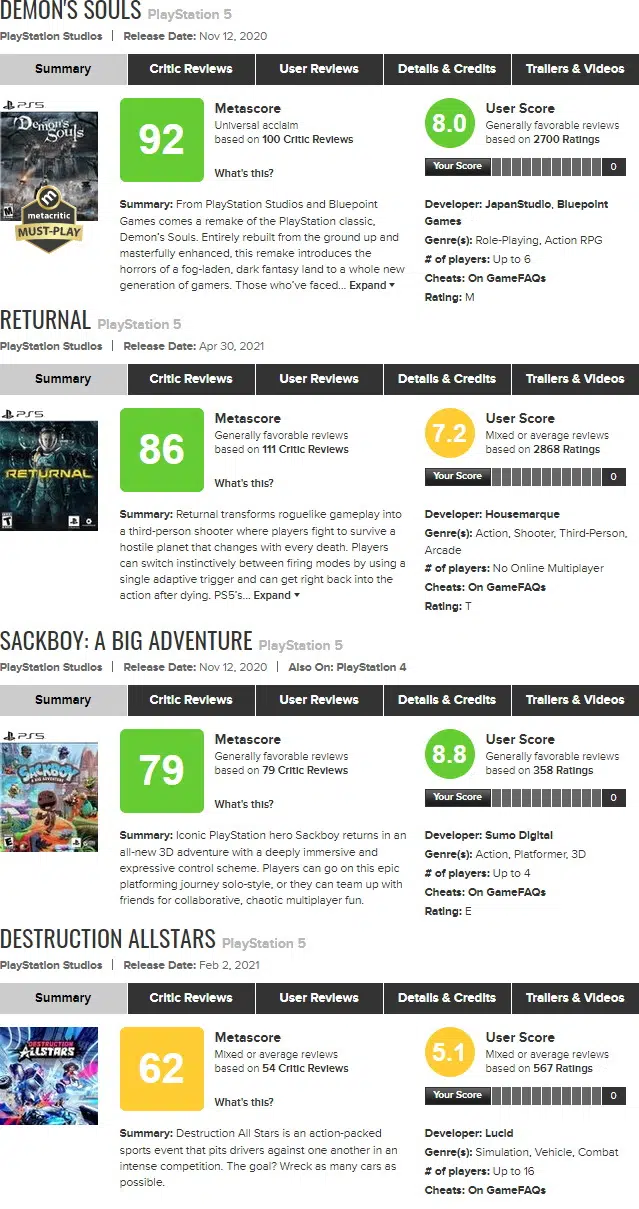 DEMON'S SOULS PlayStation 5
PlayStation Studios | Release Date: Nov 12, 2020
Summary Critic Reviews User Reviews Details & Credits Trailers & Videos
PS5
Demon's Souls
M
metacritic
MUST-PLAY
92
Metascore
Universal acclaim
based on 100 Critic Reviews
What's this?
8.0
User Score
Generally favorable reviews
based on 2700 Ratings
Your Score 0
Summary: From PlayStation Studios and Bluepoint
Games comes a remake of the PlayStation classic,
Demon's Souls. Entirely rebuilt from the ground up and
masterfully enhanced, this remake introduces the
horrors of a fog-laden, dark fantasy land to a whole new
generation of gamers. Those who've faced... Expand
Developer: JapanStudio, Bluepoint
Games
Genre(s): Role-Playing, Action RPG
# of players: Up to 6
Cheats: On GameFAQs
Rating: M
RETURNAL PlayStation 5
PlayStation Studios | Release Date: Apr 30, 2021
Summary Critic Reviews User Reviews Details & Credits Trailers & Videos
PS5
RETURNAL
T
86
Metascore
Generally favorable reviews
based on 111 Critic Reviews
What's this?
7.2
User Score
Mixed or average reviews
based on 2868 Ratings
Your Score 0
Summary: Returnal transforms roguelike gameplay into
a third-person shooter where players fight to survive a
hostile planet that changes with every death. Players
can switch instinctively between firing modes by using a
single adaptive trigger and can get right back into the
action after dying. PS5's... Expand
Developer: Housemarque
Genre(s): Action, Shooter, Third-Person,
Arcade
# of players: No Online Multiplayer
Cheats: On GameFAQs
Rating: T
SACKBOY: A BIG ADVENTURE PlayStation 5
PlayStation Studios | Release Date: Nov 12, 2020 | Also On: PlayStation 4
Summary Critic Reviews User Reviews Details & Credits Trailers & Videos
PS5
SACKBOY
A BIG ADVENTURE
E
79
Metascore
Generally favorable reviews
based on 79 Critic Reviews
What's this?
8.8
User Score
Generally favorable reviews
based on 358 Ratings
Your Score 0
Summary: Iconic PlayStation hero Sackboy returns in an
all-new 3D adventure with a deeply immersive and
expressive control scheme. Players can go on this epic
platforming journey solo-style, or they can team up with
friends for collaborative, chaotic multiplayer fun.
Developer: Sumo Digital
Genre(s): Action, Platformer, 3D
# of players: Up to 4
Cheats: On GameFAQs
Rating: E
DESTRUCTION ALLSTARS PlayStation 5
PlayStation Studios | Release Date: Feb 2, 2021
Summary Critic Reviews User Reviews Details & Credits Trailers & Videos
DESTRUCTION
ALLSTARS
62
Metascore
Mixed or average reviews
based on 54 Critic Reviews
What's this?
5.1
User Score
Mixed or average reviews
based on 567 Ratings
Your Score 0
Summary: Destruction All Stars is an action-packed
sports event that pits drivers against one another in an
intense competition. The goal? Wreck as many cars as
possible.
Developer: Lucid
Genre(s): Simulation, Vehicle, Combat
# of players: Up to 16
Cheats: On GameFAQs